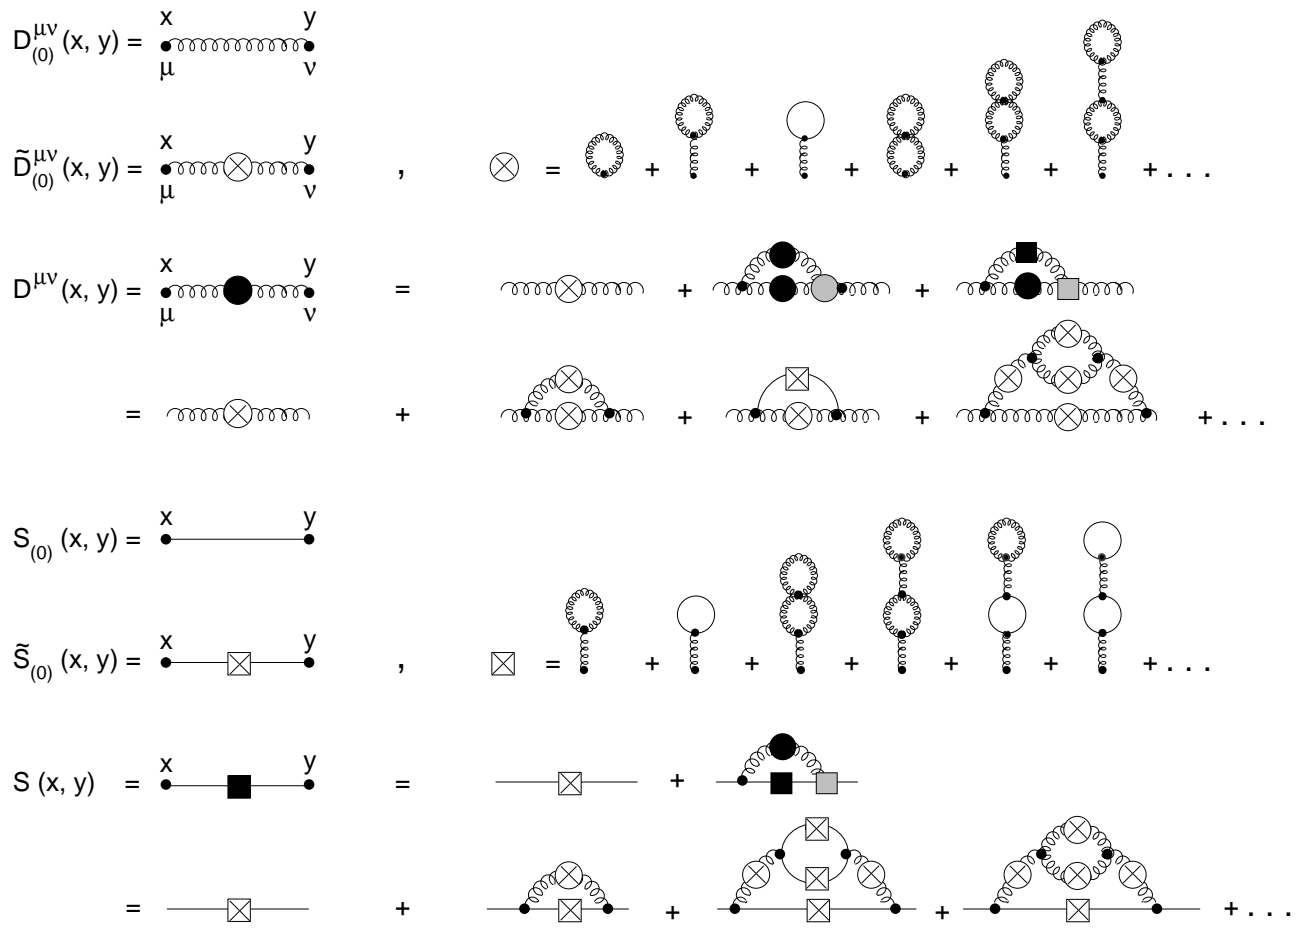 x y
D^{μν}_{(0)} (x, y) =
μ ν
x y
D̃^{μν}_{(0)} (x, y) = , = + + + + + + . . .
μ ν
x y
D^{μν} (x, y) = = + +
μ ν
= + + + + . . .
x y
S_{(0)} (x, y) =
x y
S̃_{(0)} (x, y) = , = + + + + + + . . .
x y
S (x, y) = = +
= + + + + . . .